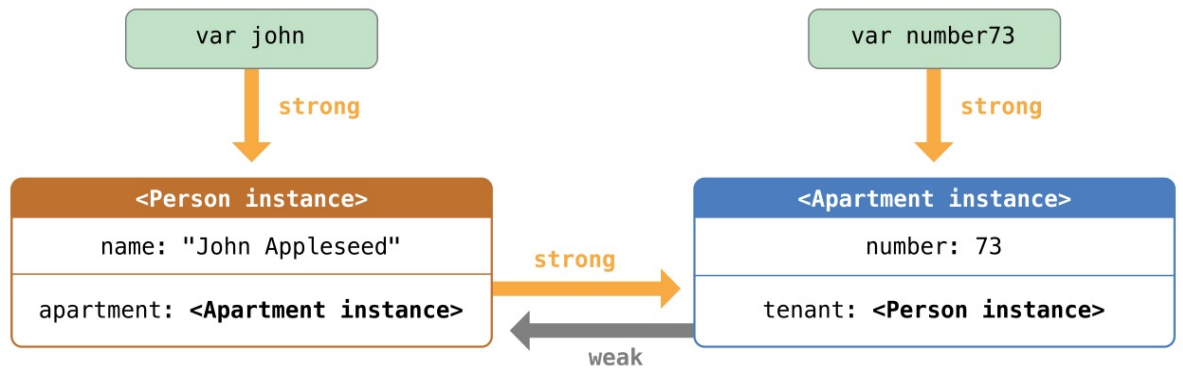 var john
var number73
strong
strong
<Person instance>
<Apartment instance>
name: "John Appleseed"
number: 73
strong
apartment: <Apartment instance>
tenant: <Person instance>
weak